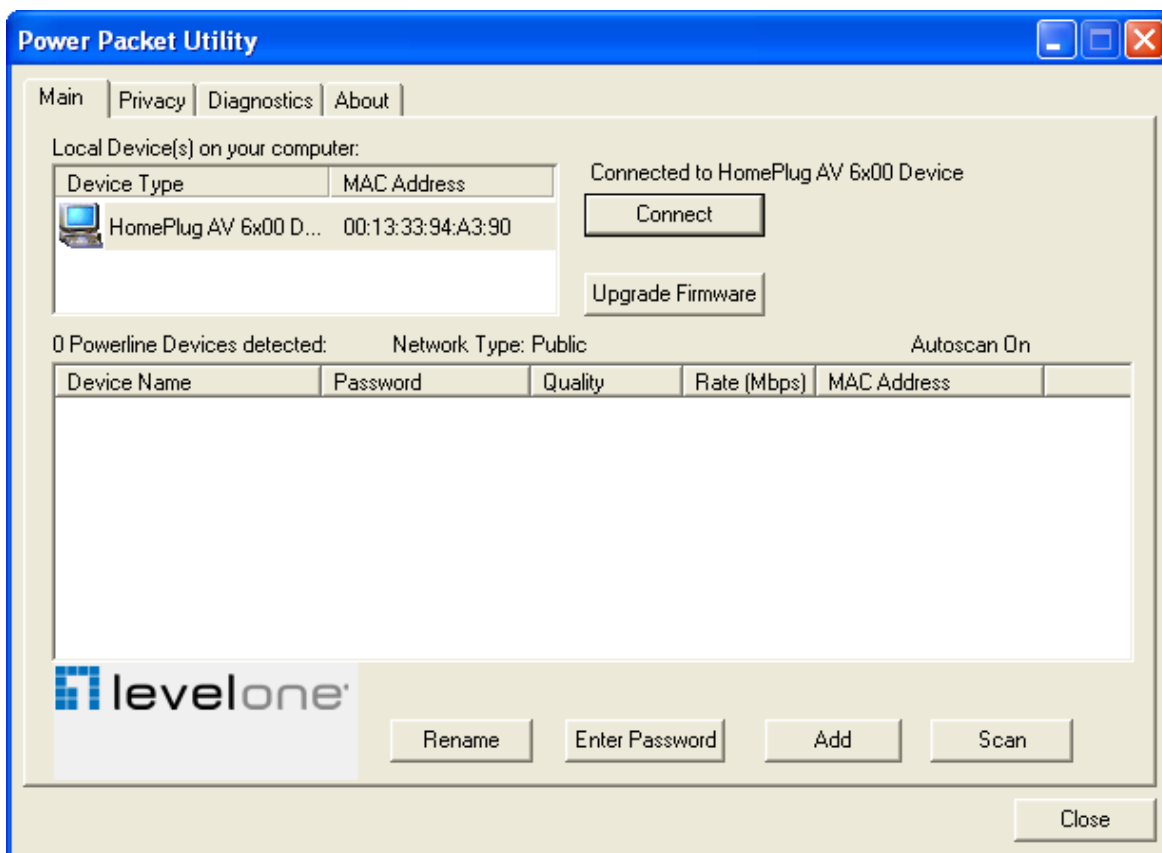 Power Packet Utility
Main Privacy Diagnostics About
Local Device(s) on your computer:
Device Type MAC Address
HomePlug AV 6x00 D... 00:13:33:94:A3:90
Connected to HomePlug AV 6x00 Device
Connect
Upgrade Firmware
0 Powerline Devices detected: Network Type: Public Autoscan On
Device Name Password Quality Rate (Mbps) MAC Address
levelone
Rename Enter Password Add Scan
Close